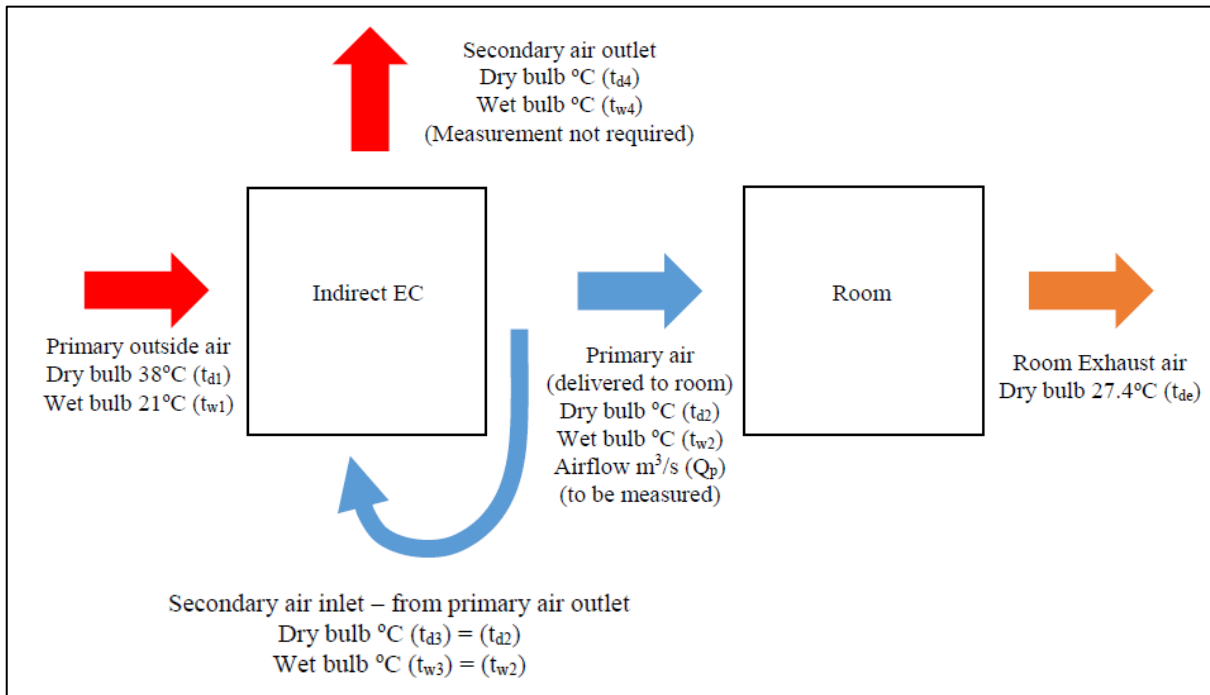 Secondary air outlet
Dry bulb ºC (td4)
Wet bulb ºC (tw4)
(Measurement not required)
Indirect EC
Room
Primary outside air
Dry bulb 38ºC (td1)
Wet bulb 21ºC (tw1)
Primary air
(delivered to room)
Dry bulb ºC (td2)
Wet bulb ºC (tw2)
Airflow m³/s (Qp)
(to be measured)
Room Exhaust air
Dry bulb 27.4ºC (tde)
Secondary air inlet – from primary air outlet
Dry bulb ºC (td3) = (td2)
Wet bulb ºC (tw3) = (tw2)